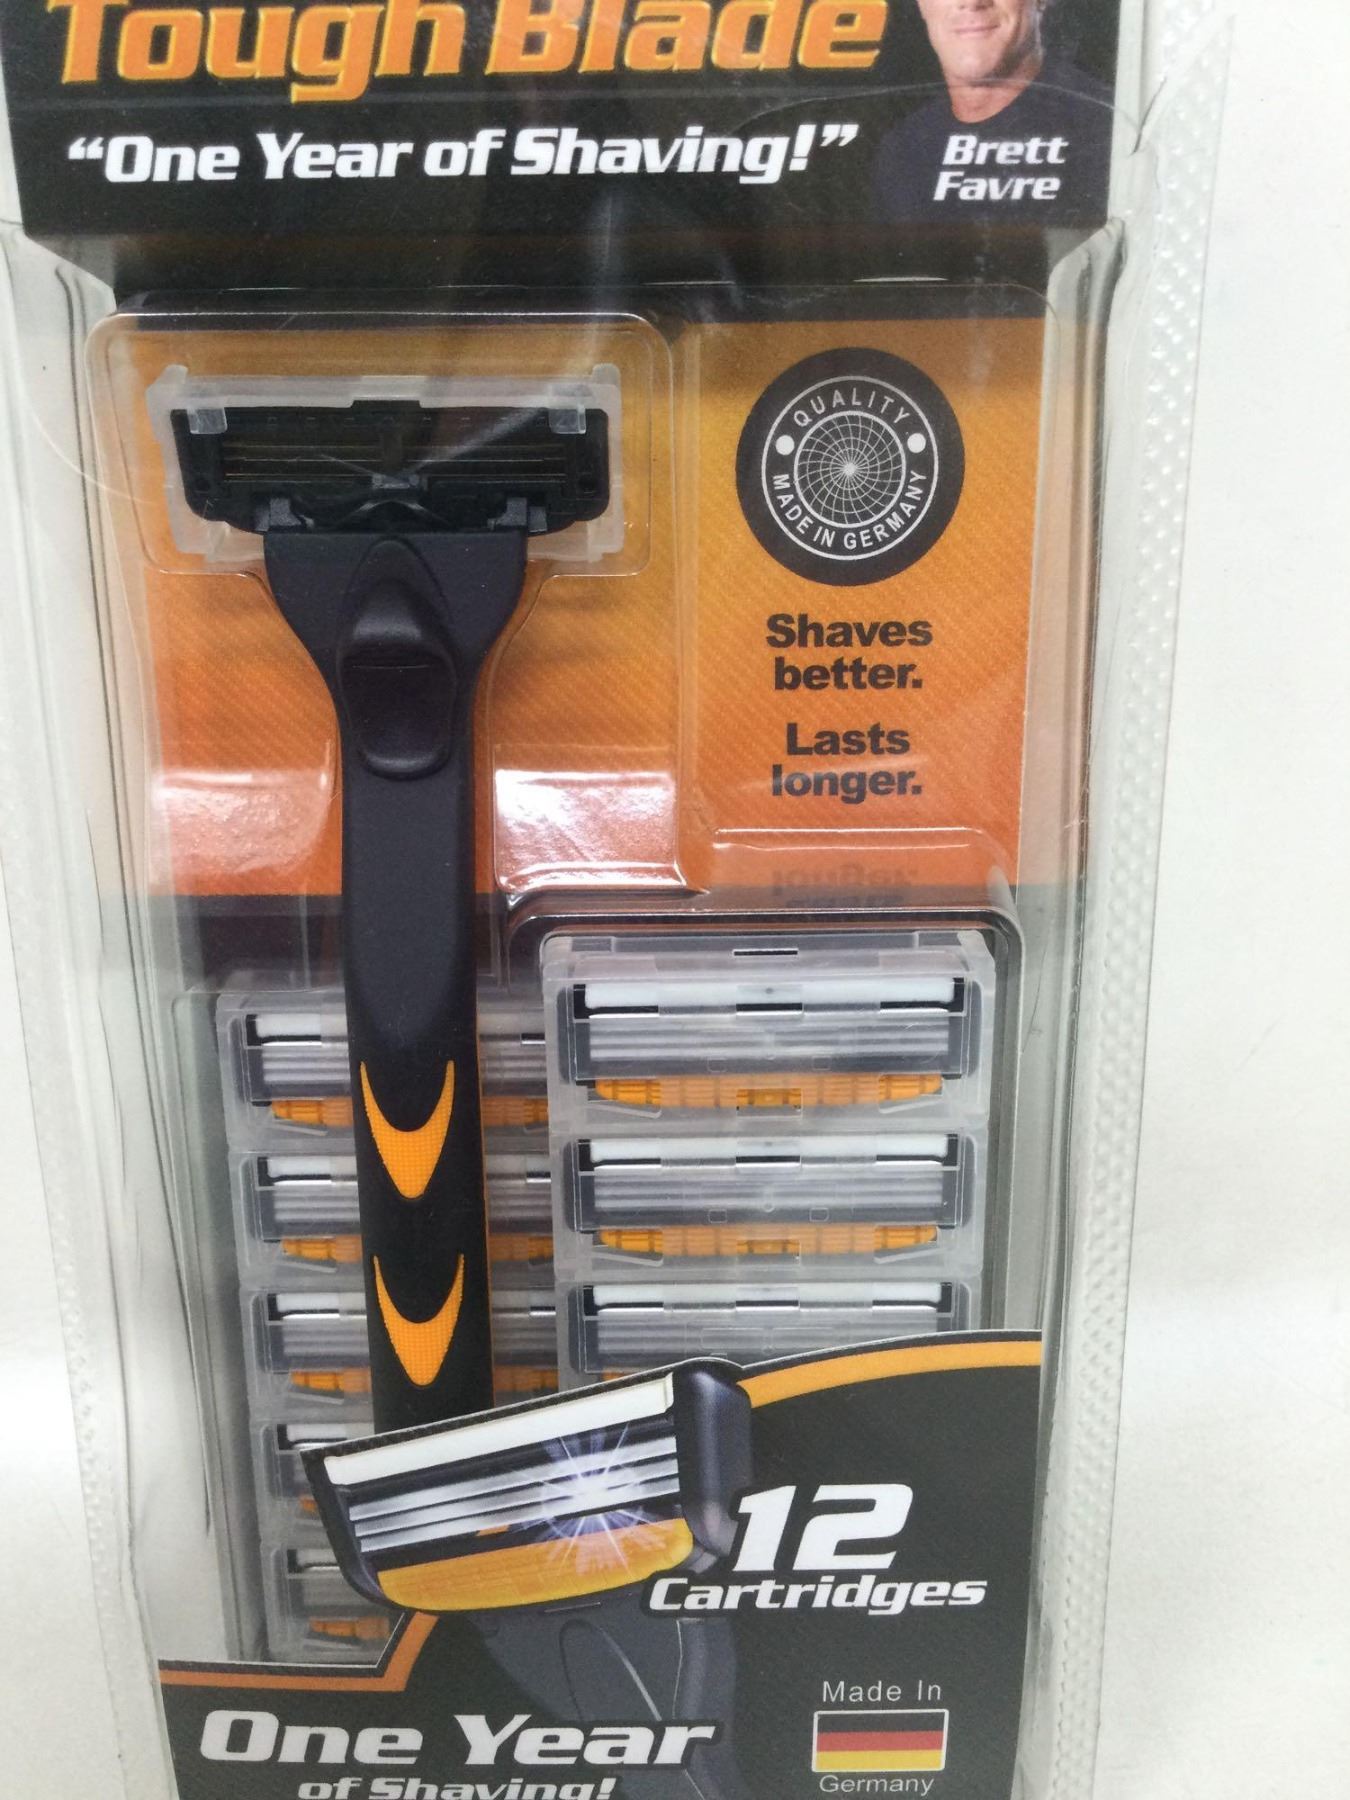 Tough Blade
“One Year of Shaving!”
Brett
Favre
QUALITY
MADE IN GERMANY
Shaves
better.
Lasts
longer.
12
Cartridges
One Year
of Shaving!
Made In
Germany